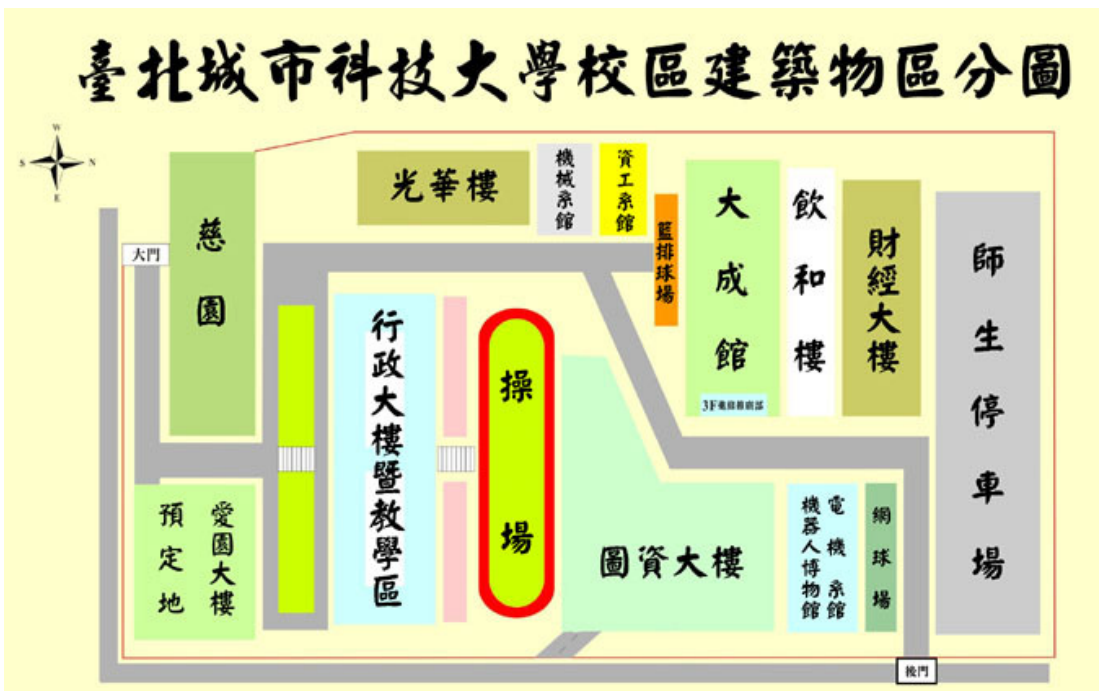 臺北城市科技大學校區建築物區分圖
W
S
N
E
大門
慈園
光華樓
機械系館
資工系館
籃排球場
大成館
飲和樓
財經大樓
師生停車場
行政大樓暨教學區
操場
愛園大樓
預定地
圖資大樓
電機系館
機器人博物館
網球場
後門